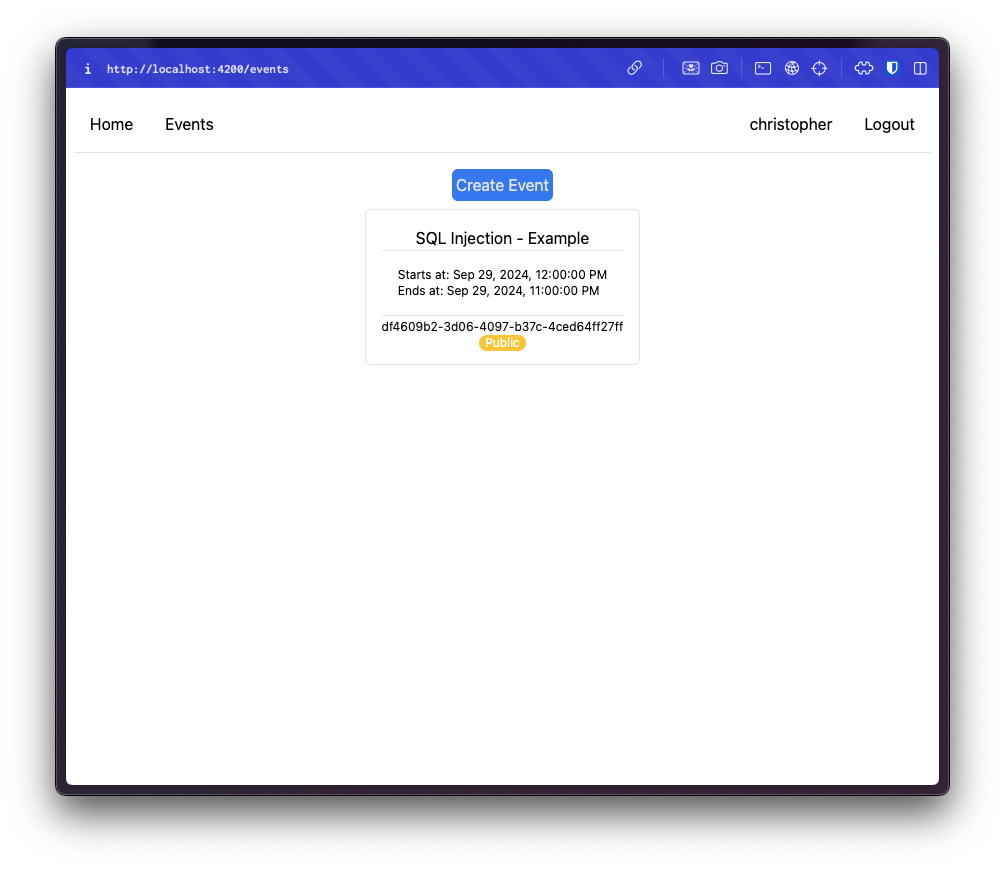 http://localhost:4200/events
Home Events christopher Logout
Create Event
SQL Injection - Example
Starts at: Sep 29, 2024, 12:00:00 PM
Ends at: Sep 29, 2024, 11:00:00 PM
df4609b2-3d06-4097-b37c-4ced64ff27ff
Public